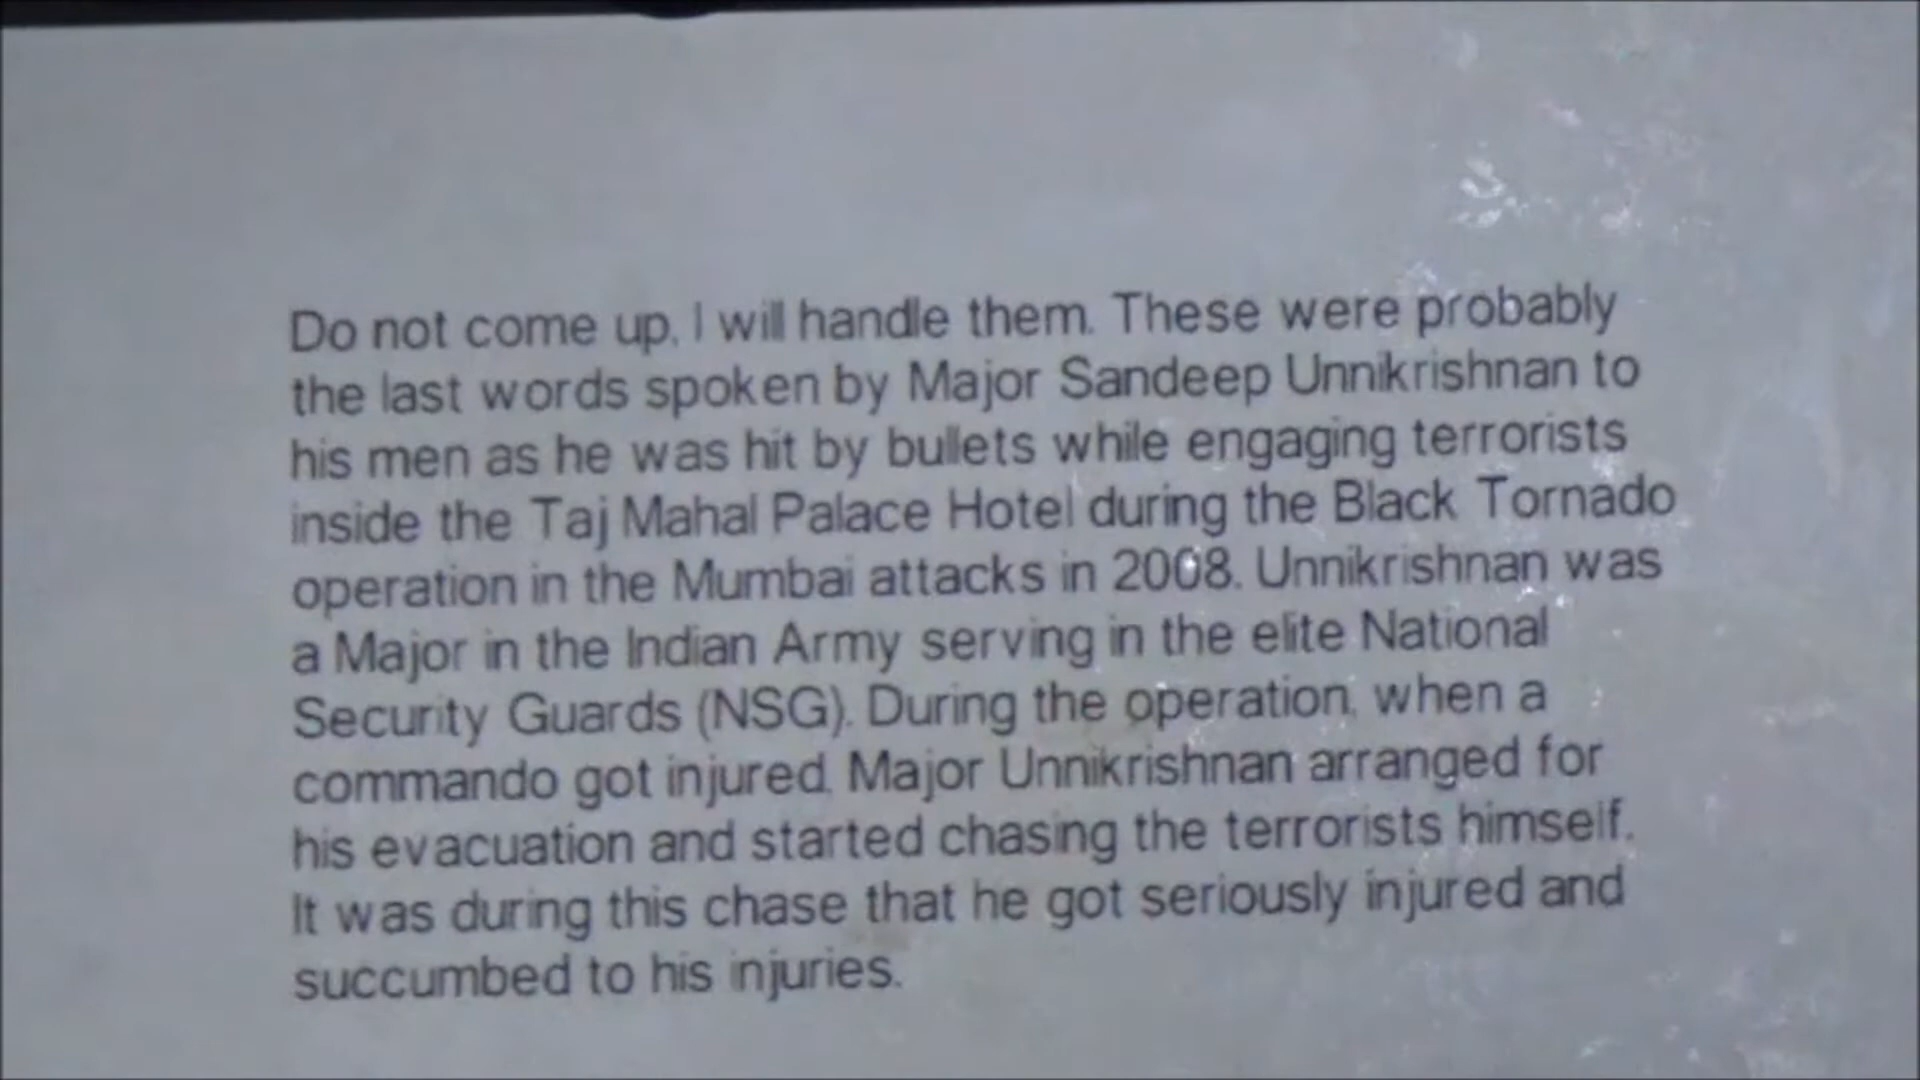 Do not come up, I will handle them. These were probably
the last words spoken by Major Sandeep Unnikrishnan to
his men as he was hit by bullets while engaging terrorists
inside the Taj Mahal Palace Hotel during the Black Tornado
operation in the Mumbai attacks in 2008. Unnikrishnan was
a Major in the Indian Army serving in the elite National
Security Guards (NSG). During the operation, when a
commando got injured, Major Unnikrishnan arranged for
his evacuation and started chasing the terrorists himself.
It was during this chase that he got seriously injured and
succumbed to his injuries.